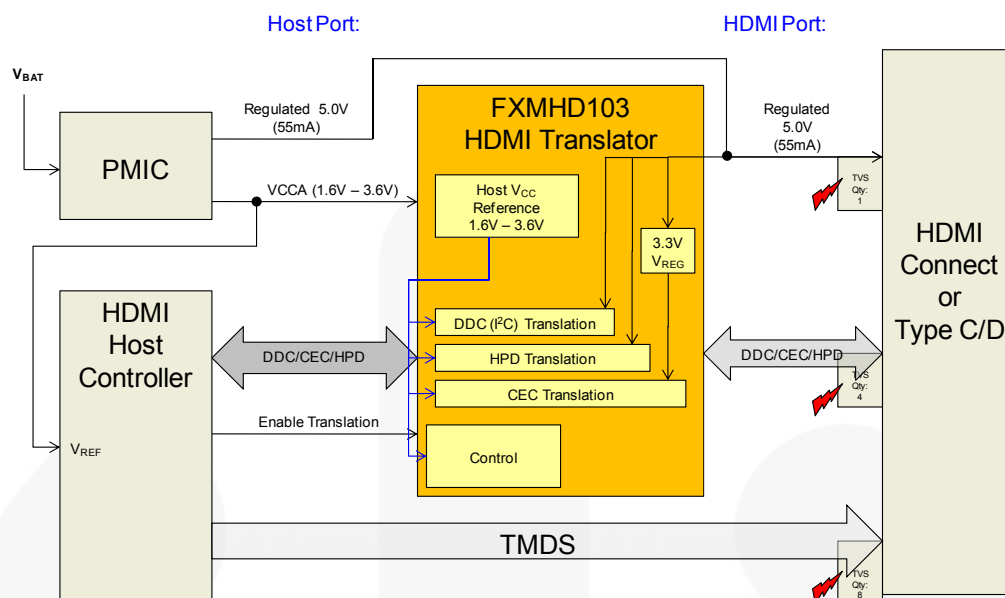 Host Port:
HDMI Port:
VBAT
Regulated 5.0V
(55mA)
PMIC
VCCA (1.6V – 3.6V)
FXMHD103
HDMI Translator
Host VCC
Reference
1.6V – 3.6V
3.3V
VREG
DDC (I²C) Translation
HPD Translation
CEC Translation
Control
Regulated
5.0V
(55mA)
TVS
Qty:
1
HDMI
Connect
or
Type C/D
HDMI
Host
Controller
DDC/CEC/HPD
Enable Translation
VREF
DDC/CEC/HPD
TVS
Qty:
4
TMDS
TVS
Qty:
8